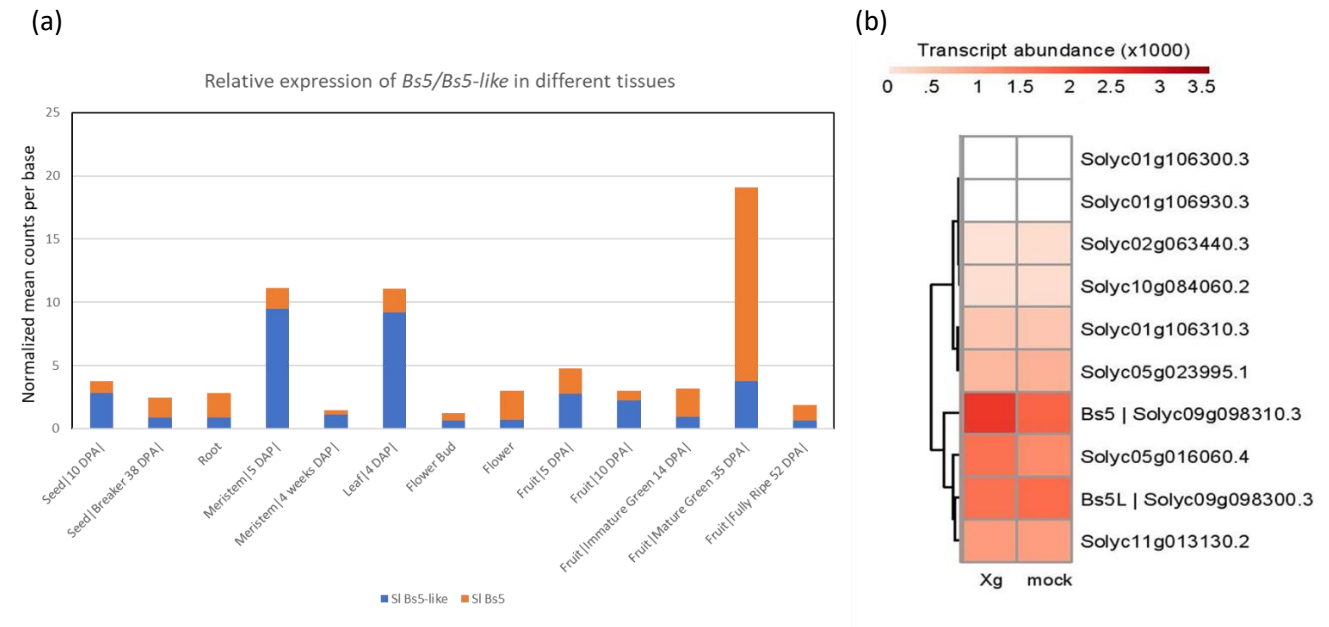 (a)
Relative expression of Bs5/Bs5-like in different tissues
Normalized mean counts per base
25
20
15
10
5
0
Seed|10 DPA|
Seed|Breaker 38 DPA|
Root
Meristem|5 DAP|
Meristem|4 weeks DAP|
Leaf|4 DAP|
Flower Bud
Flower
Fruit|5 DPA|
Fruit|10 DPA|
Fruit|Immature Green 14 DPA|
Fruit|Mature Green 35 DPA|
Fruit|Fully Ripe 52 DPA|
Sl Bs5-like Sl Bs5
(b)
Transcript abundance (x1000)
0 .5 1 1.5 2 2.5 3 3.5
Solyc01g106300.3
Solyc01g106930.3
Solyc02g063440.3
Solyc10g084060.2
Solyc01g106310.3
Solyc05g023995.1
Bs5 | Solyc09g098310.3
Solyc05g016060.4
Bs5L | Solyc09g098300.3
Solyc11g013130.2
Xg mock